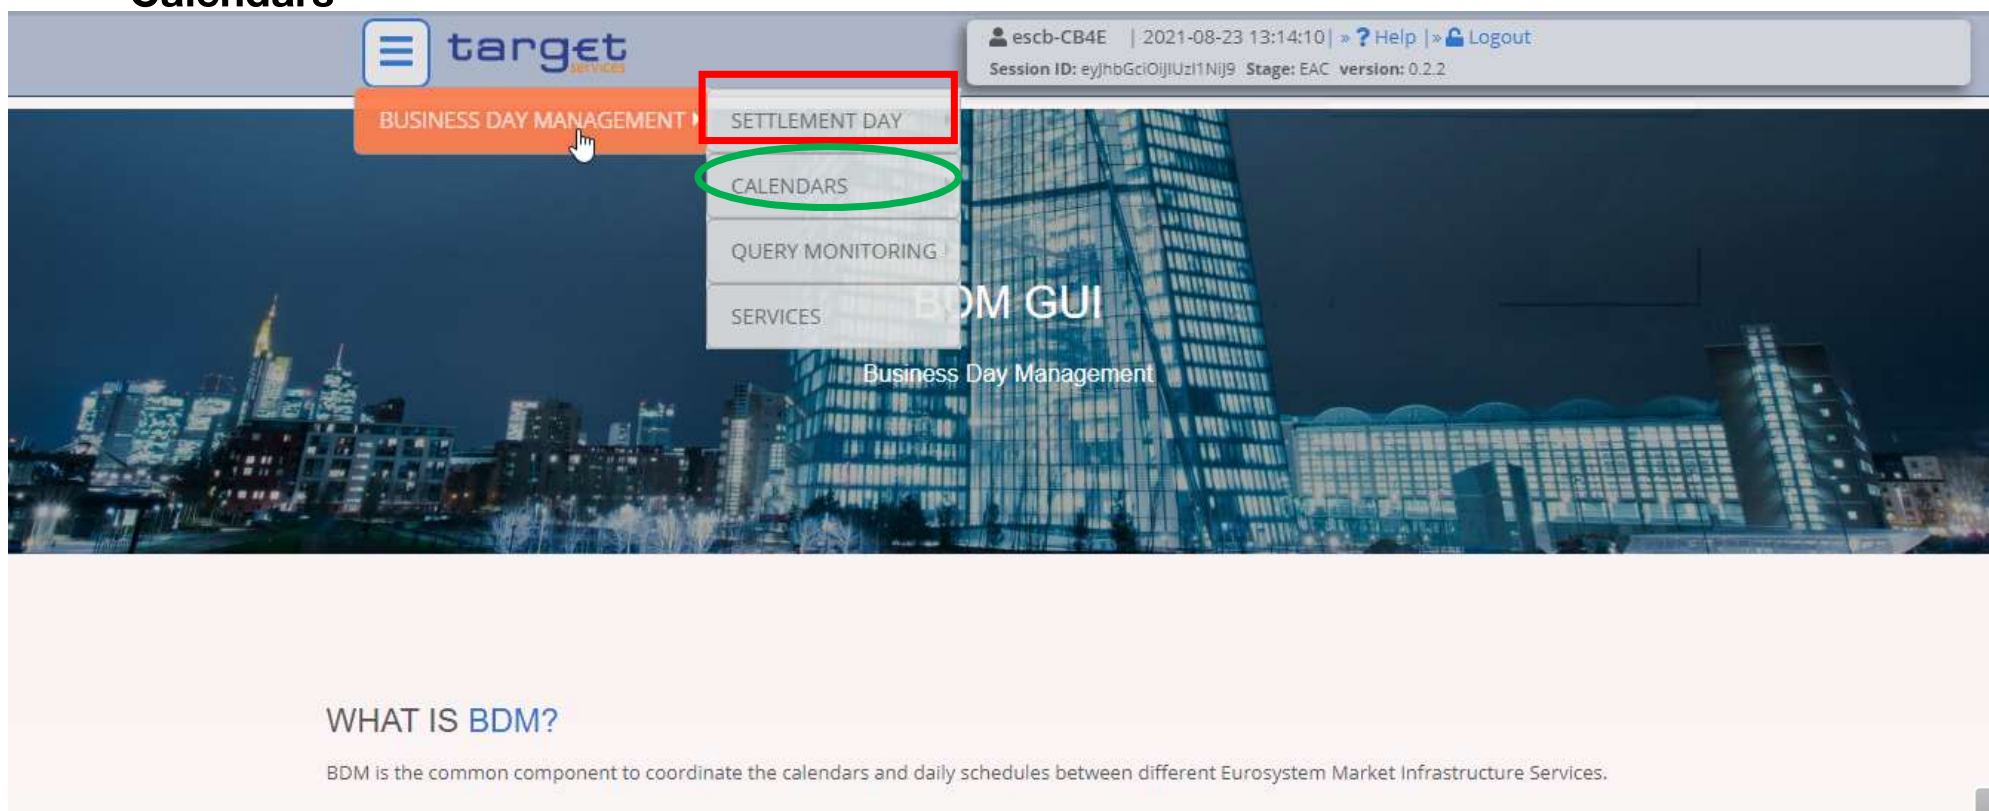 Calendars
target
services
escb-CB4E | 2021-08-23 13:14:10| » ? Help |» Logout
Session ID: eyJhbGciOiJIUzI1NiJ9 Stage: EAC version: 0.2.2
BUSINESS DAY MANAGEMENT
SETTLEMENT DAY
CALENDARS
QUERY MONITORING
SERVICES
BDM GUI
Business Day Management
WHAT IS BDM?
BDM is the common component to coordinate the calendars and daily schedules between different Eurosystem Market Infrastructure Services.